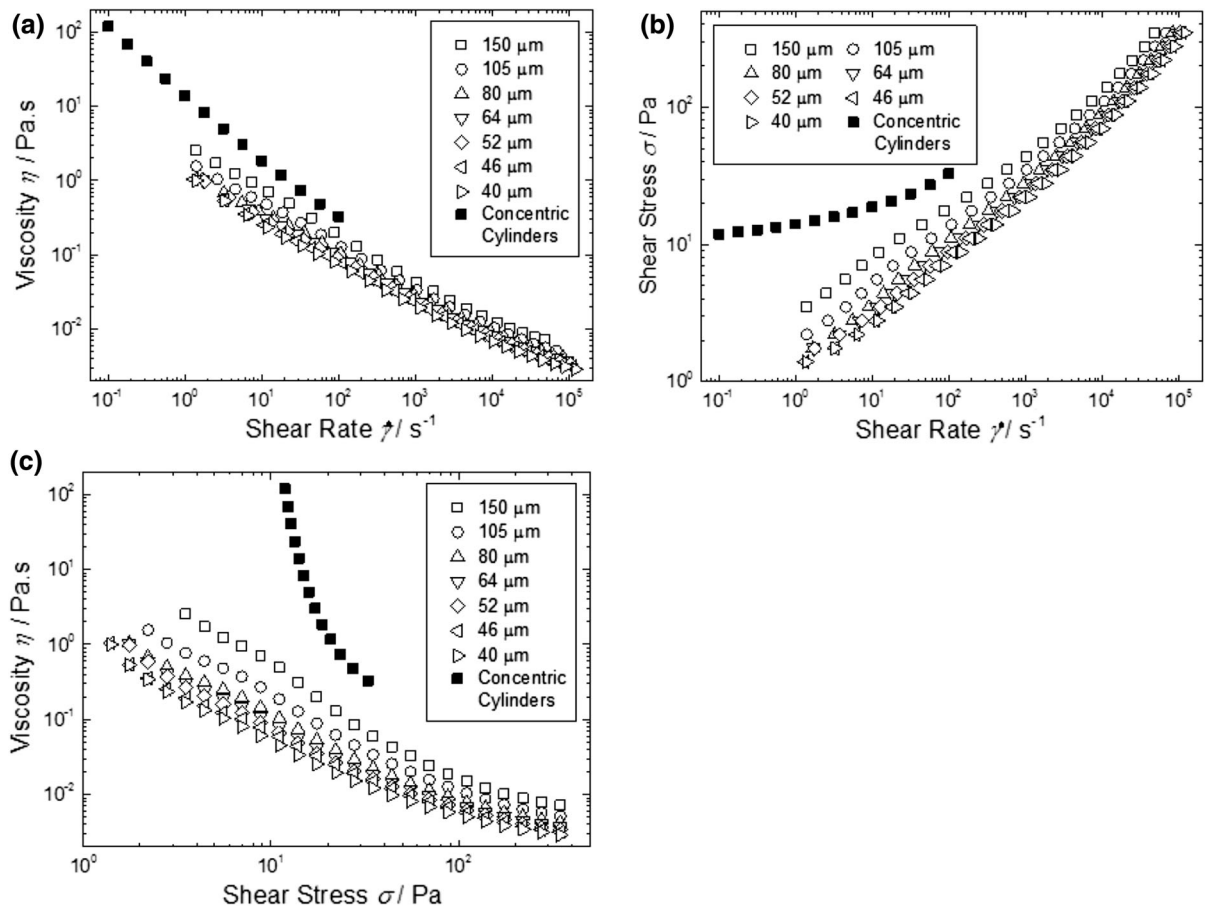 (a)
10²
10¹
10⁰
10⁻¹
10⁻²
Viscosity η / Pa.s
150 μm
105 μm
80 μm
64 μm
52 μm
46 μm
40 μm
Concentric
Cylinders
10⁻¹ 10⁰ 10¹ 10² 10³ 10⁴ 10⁵
Shear Rate γ̇ / s⁻¹
(b)
10²
10¹
10⁰
Shear Stress σ / Pa
150 μm 105 μm
80 μm 64 μm
52 μm 46 μm
40 μm Concentric
Cylinders
10⁻¹ 10⁰ 10¹ 10² 10³ 10⁴ 10⁵
Shear Rate γ̇ / s⁻¹
(c)
10²
10¹
10⁰
10⁻¹
10⁻²
Viscosity η / Pa.s
150 μm
105 μm
80 μm
64 μm
52 μm
46 μm
40 μm
Concentric
Cylinders
10⁰ 10¹ 10²
Shear Stress σ / Pa